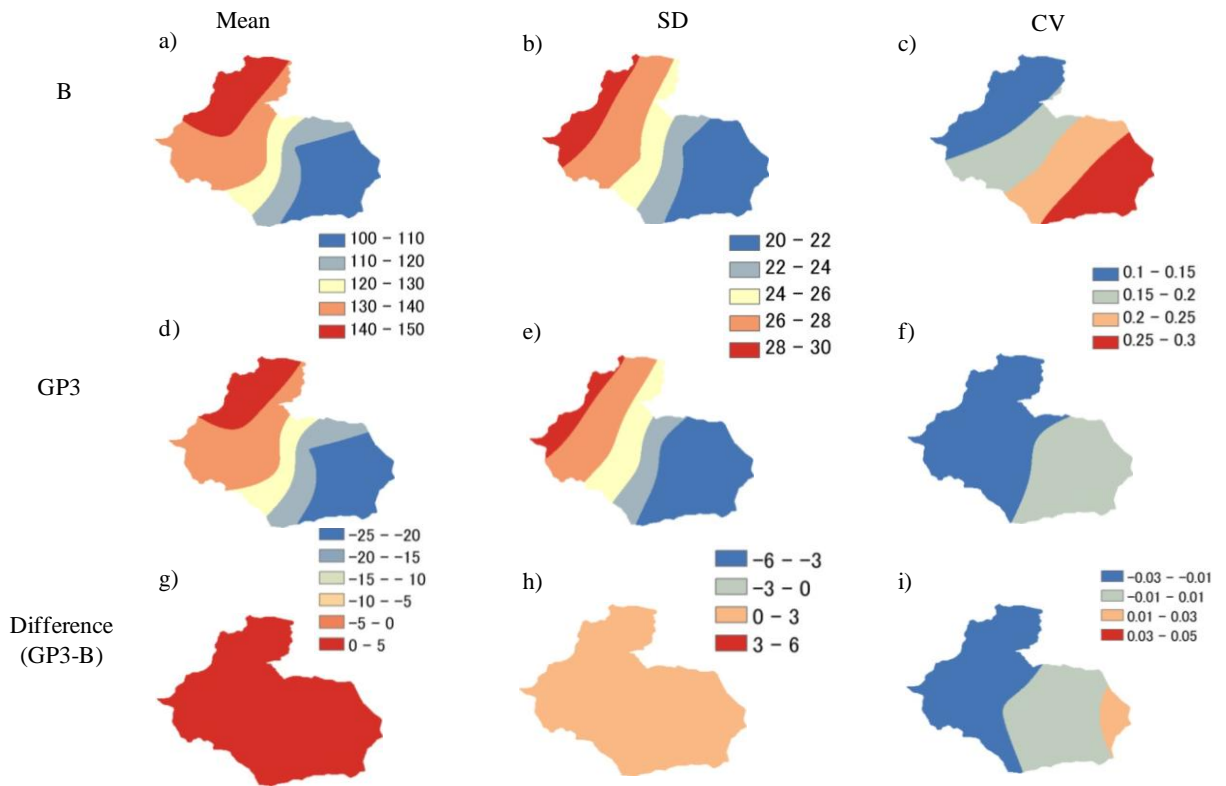 Mean
SD
CV
a)
b)
c)
B
100 – 110
110 – 120
120 – 130
130 – 140
140 – 150
20 – 22
22 – 24
24 – 26
26 – 28
28 – 30
0.1 – 0.15
0.15 – 0.2
0.2 – 0.25
0.25 – 0.3
d)
e)
f)
GP3
-25 – -20
-20 – -15
-15 – - 10
-10 – -5
-5 – 0
0 – 5
-6 – -3
-3 – 0
0 – 3
3 – 6
-0.03 – -0.01
-0.01 – 0.01
0.01 – 0.03
0.03 – 0.05
g)
h)
i)
Difference
(GP3-B)